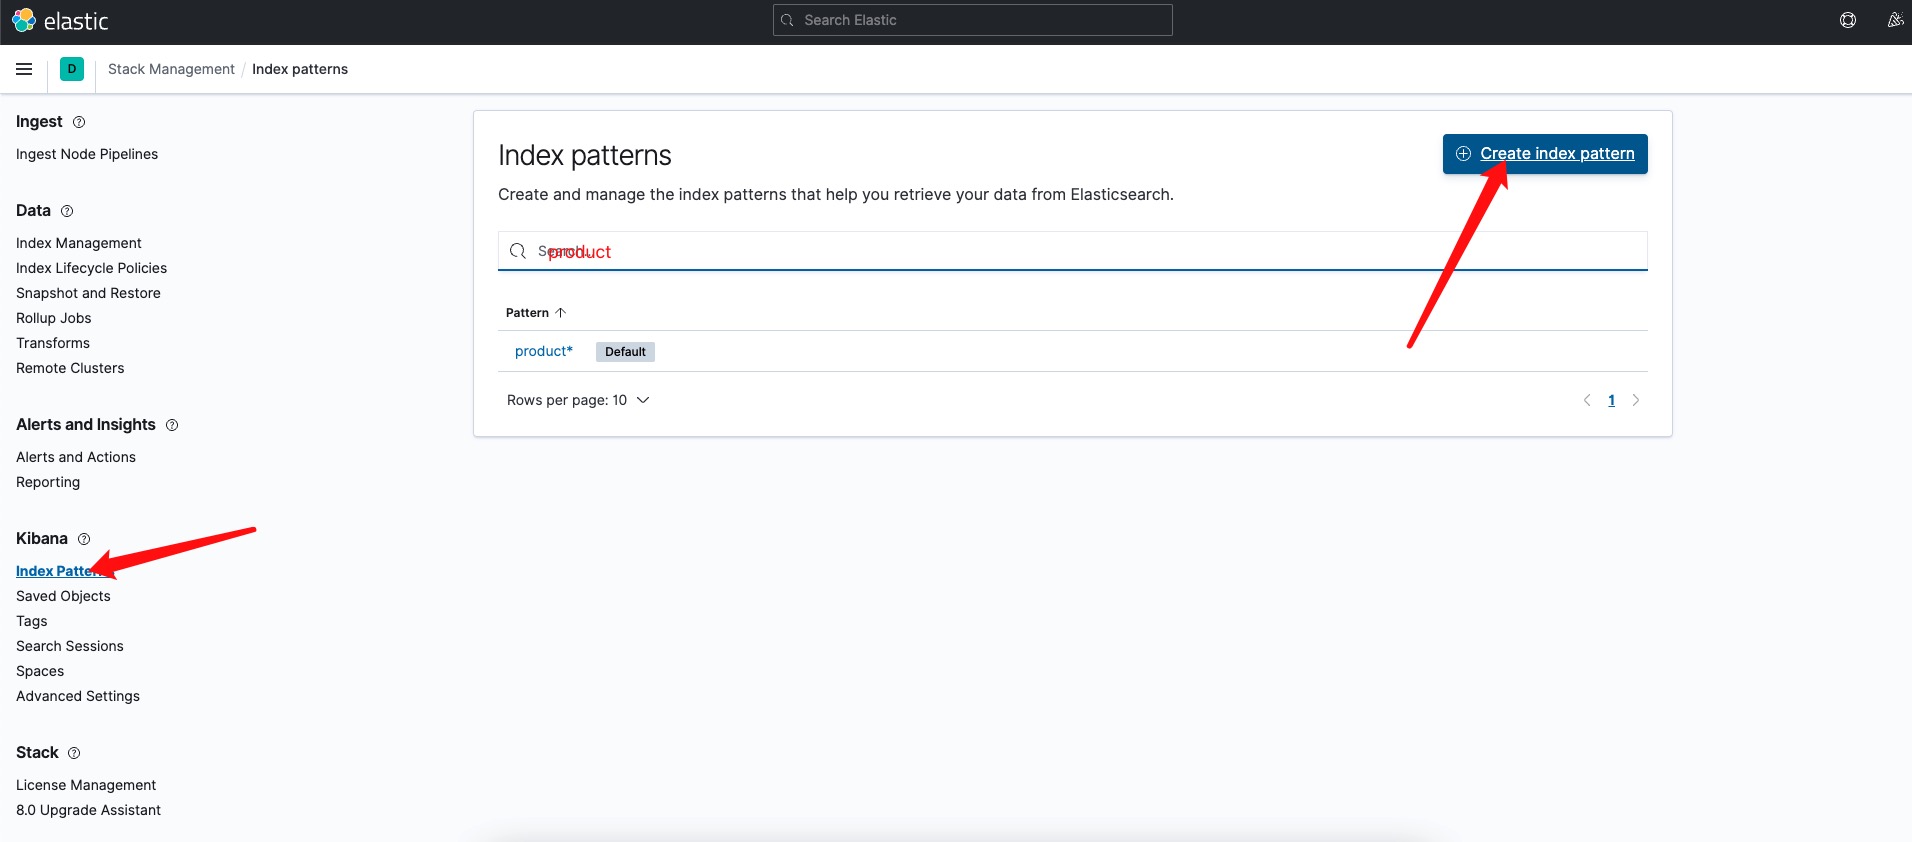 elastic
Search Elastic
D
Stack Management / Index patterns
Ingest
Ingest Node Pipelines
Data
Index Management
Index Lifecycle Policies
Snapshot and Restore
Rollup Jobs
Transforms
Remote Clusters
Alerts and Insights
Alerts and Actions
Reporting
Kibana
Index Pattern
Saved Objects
Tags
Search Sessions
Spaces
Advanced Settings
Stack
License Management
8.0 Upgrade Assistant
Index patterns
Create index pattern
Create and manage the index patterns that help you retrieve your data from Elasticsearch.
Search...
product
Pattern
product* Default
Rows per page: 10
1